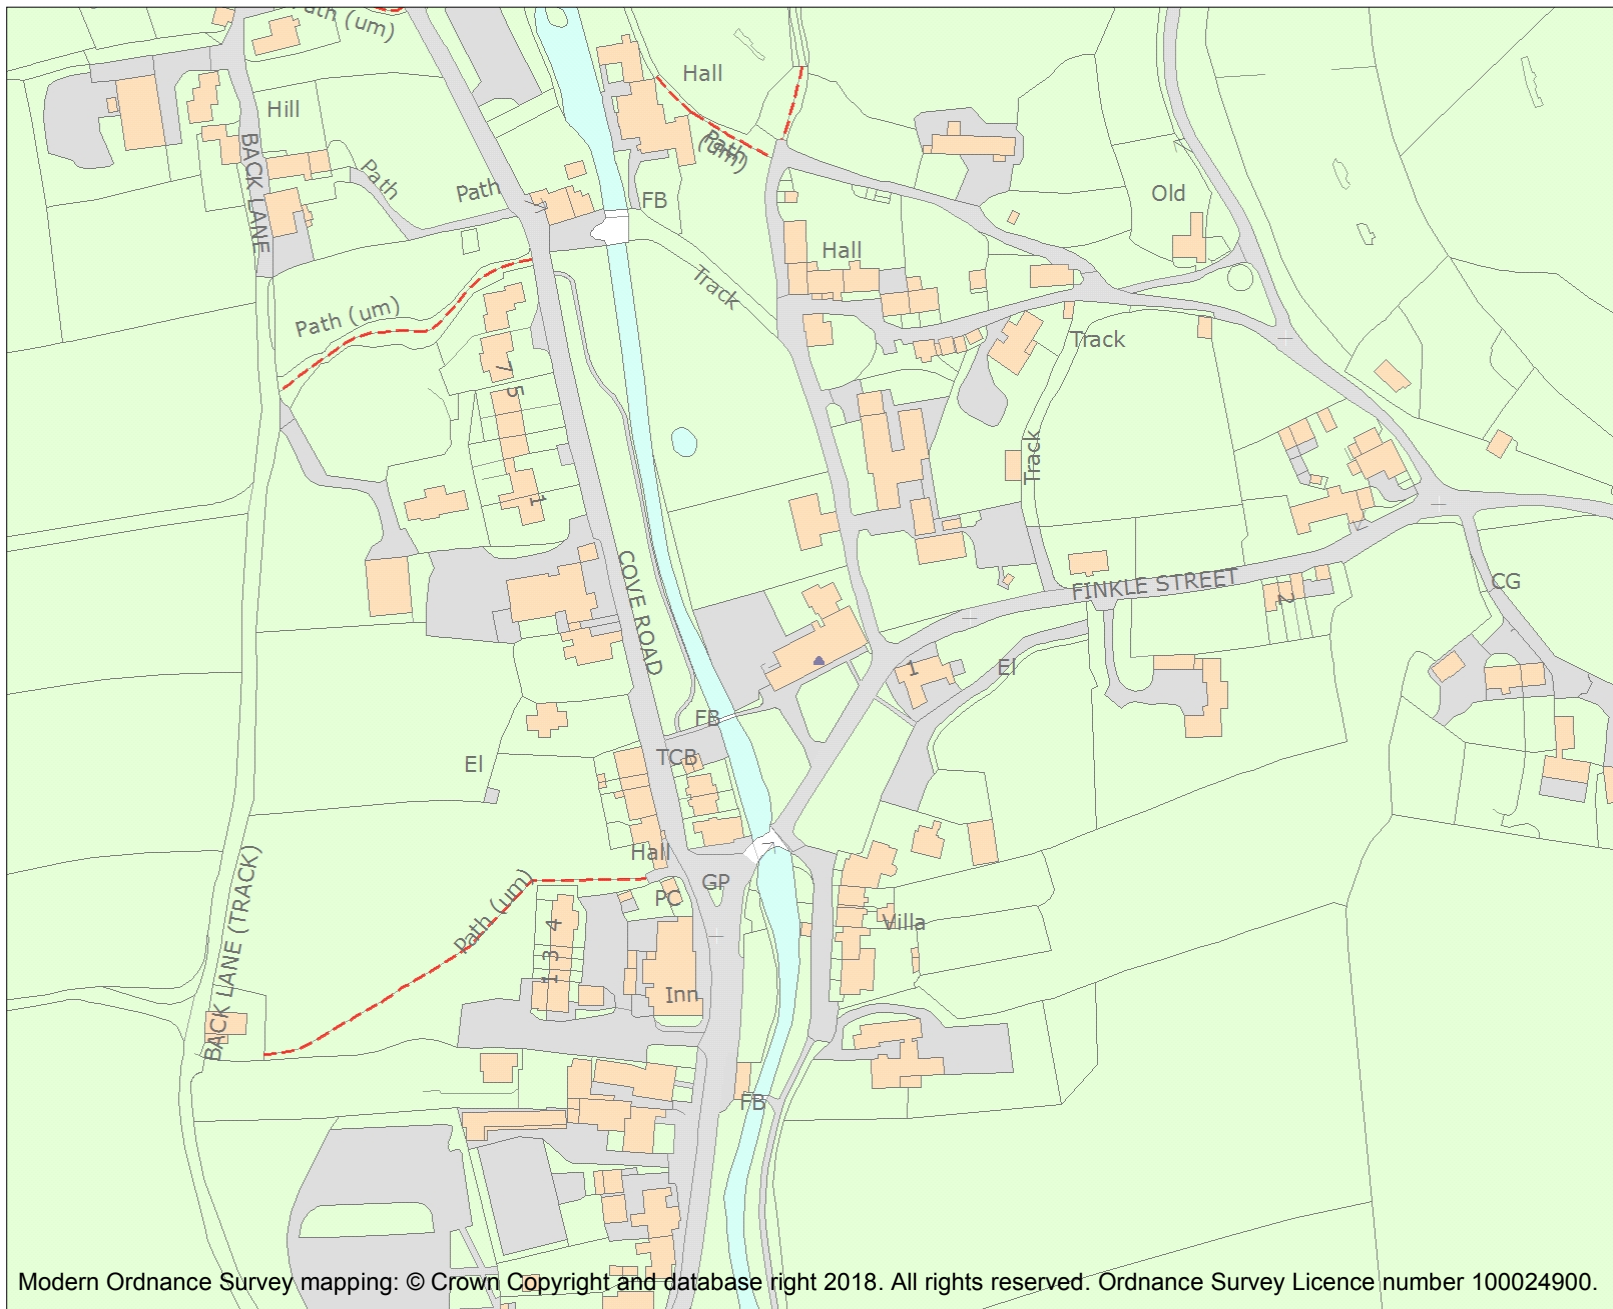 Path (um)
Hall
Hill
BACK LANE
Path
Path
Path
(um)
FB
Old
Hall
Track
Path (um)
Track
7
5
Track
1
COVE ROAD
FINKLE STREET
CG
2
1
El
FB
TCB
El
Hall
GP
PC
BACK LANE (TRACK)
Path (um)
Villa
4
3
1
Inn
FB
Modern Ordnance Survey mapping: © Crown Copyright and database right 2018. All rights reserved. Ordnance Survey Licence number 100024900.